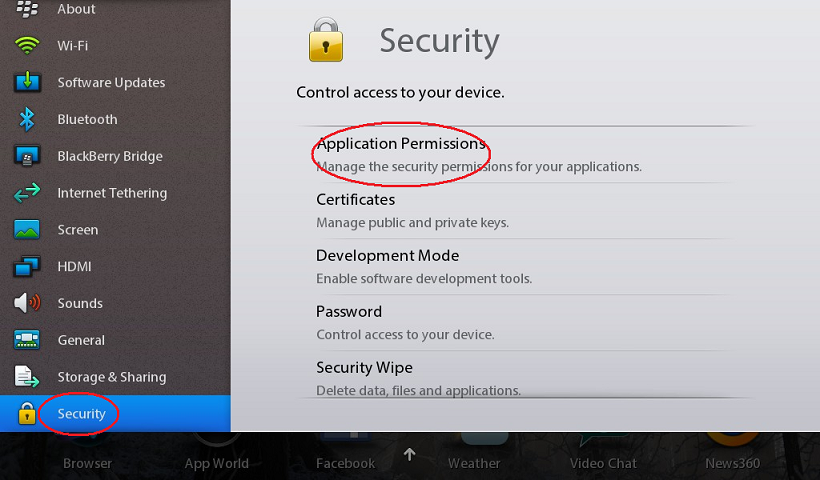 About
Wi-Fi
Software Updates
Bluetooth
BlackBerry Bridge
Internet Tethering
Screen
HDMI
Sounds
General
Storage & Sharing
Security
Security
Control access to your device.
Application Permissions
Manage the security permissions for your applications.
Certificates
Manage public and private keys.
Development Mode
Enable software development tools.
Password
Control access to your device.
Security Wipe
Delete data, files and applications.
Browser
App World
Facebook
Weather
Video Chat
News360